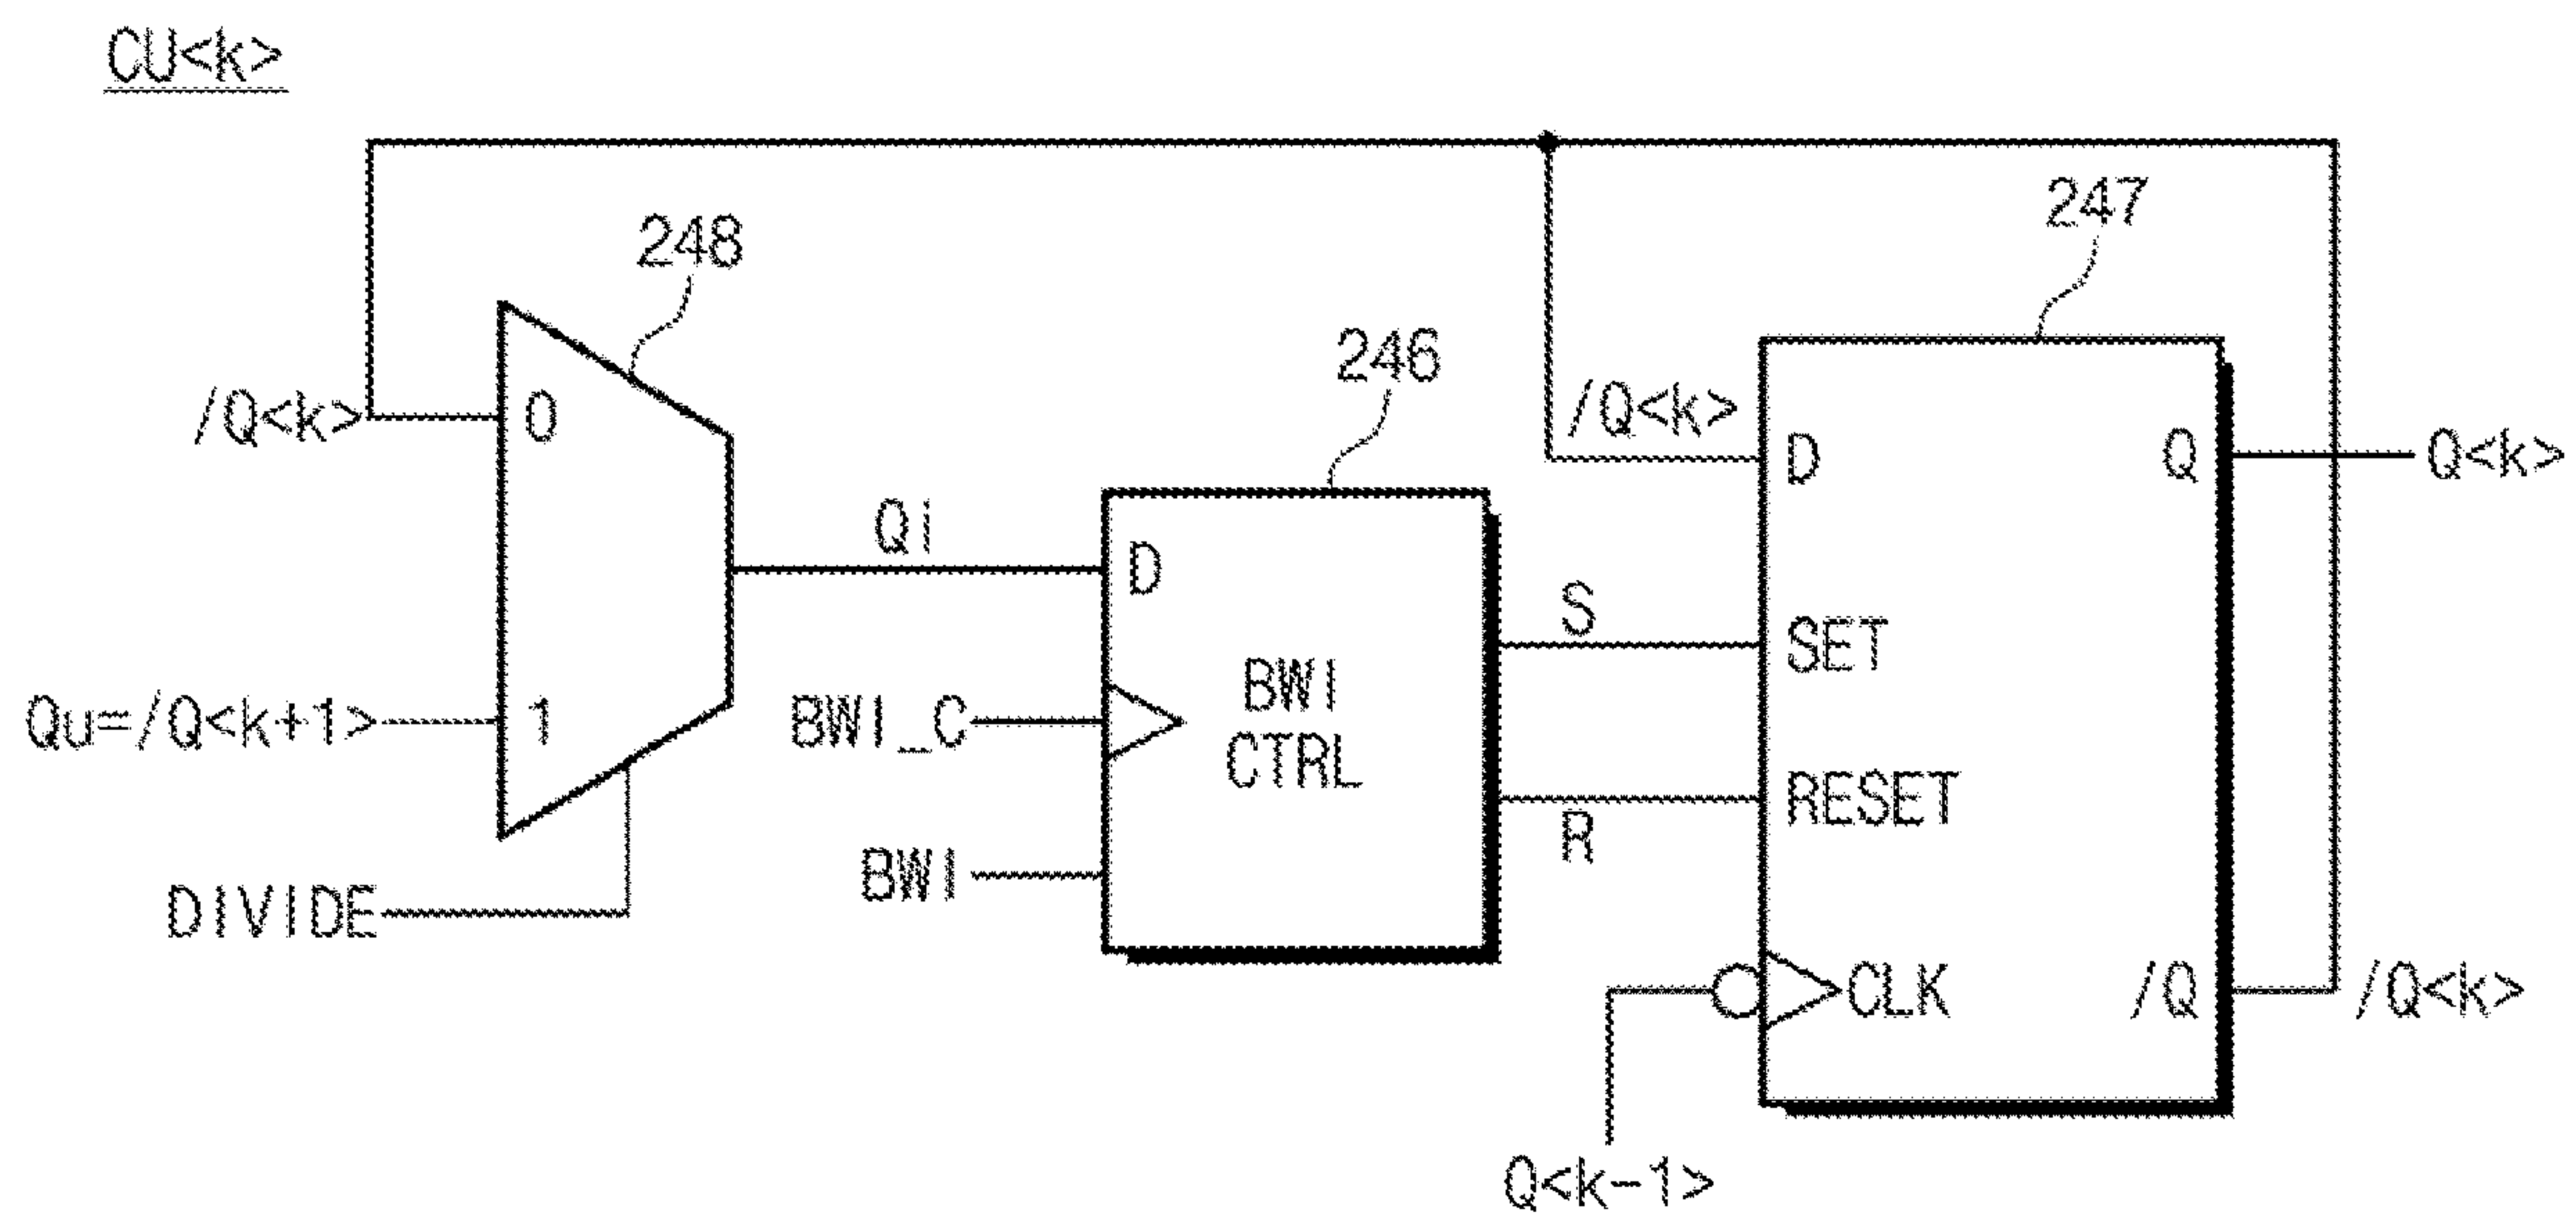 CU<k>
248
247
246
/Q<k>
0
/Q<k>
D
Q
Q<k>
Qi
D
S
SET
Qu=/Q<k+1>
1
BWI_C
BWI
CTRL
R
RESET
BWI
DIVIDE
CLK
/Q
/Q<k>
Q<k-1>